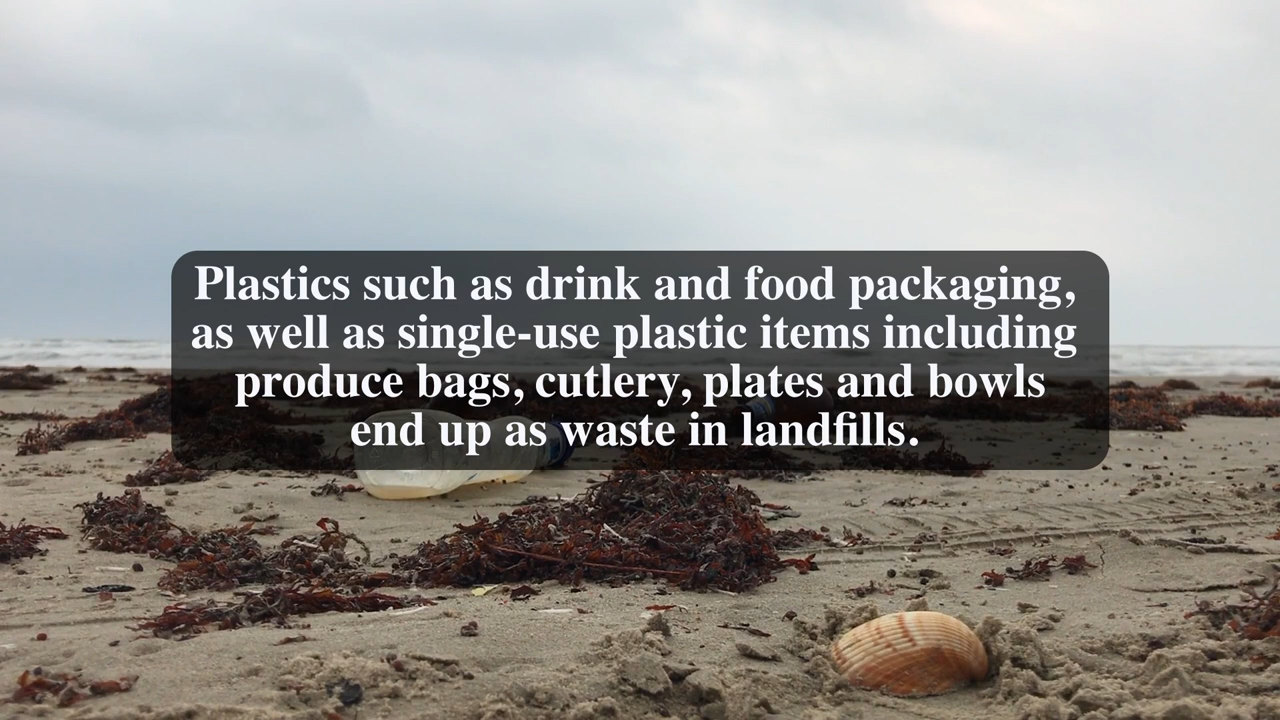 Plastics such as drink and food packaging,
as well as single-use plastic items including
produce bags, cutlery, plates and bowls
end up as waste in landfills.